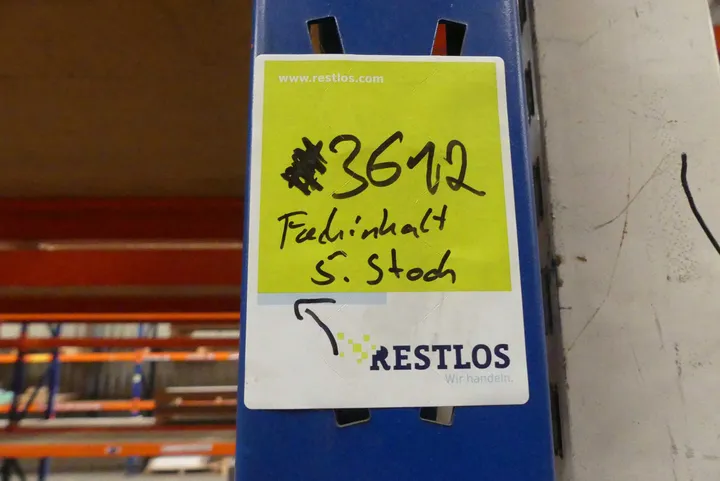 www.restlos.com
3612
Fachinhalt
5. Stock
RESTLOS
Wir handeln.